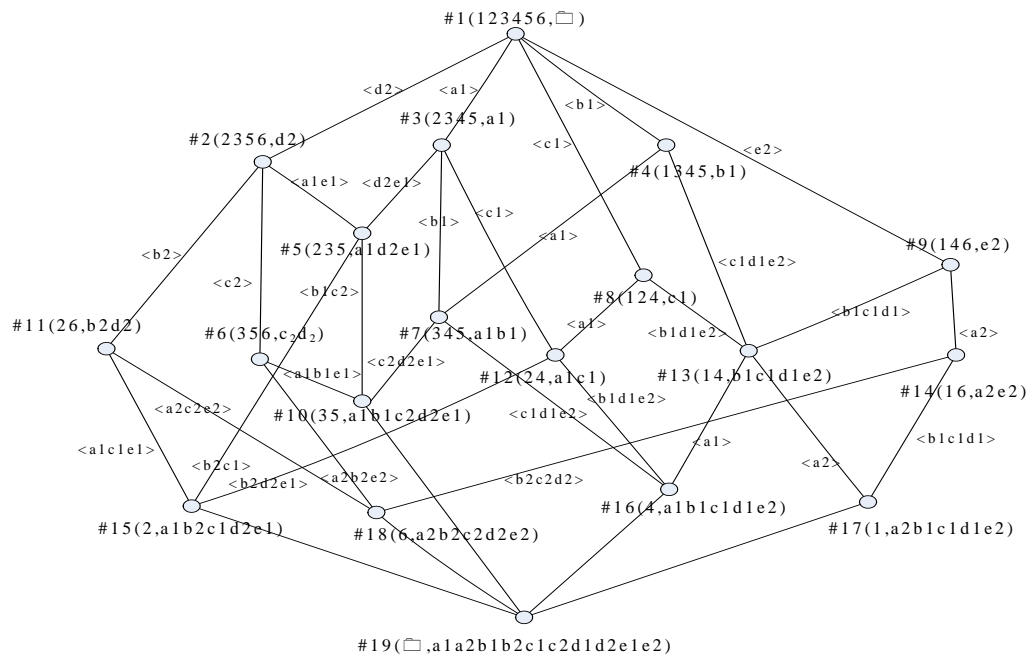 #1(123456,🗀)
<d2>
<a1>
<b1>
#3(2345,a1)
#2(2356,d2)
<c1>
<e2>
#4(1345,b1)
<a1e1>
<d2e1>
<b1>
<c1>
<a1>
#5(235,a1d2e1)
#9(146,e2)
<b2>
<c1d1e2>
<c2>
<b1c2>
#8(124,c1)
<b1c1d1>
#11(26,b2d2)
#6(356,c₂d₂)
#7(345,a1b1)
<a1>
<b1d1e2>
<a2>
<c2d2e1>
<a1b1e1>
#12(24,a1c1)
#13(14,b1c1d1e2)
#14(16,a2e2)
<a2c2e2>
#10(35,a1b1c2d2e1)
<c1d1e2>
<b1d1e2>
<a1c1e1>
<a1>
<b1c1d1>
<b2c1>
<b2d2e1>
<a2b2e2>
<b2c2d2>
<a2>
#15(2,a1b2c1d2e1)
#18(6,a2b2c2d2e2)
#16(4,a1b1c1d1e2)
#17(1,a2b1c1d1e2)
#19(🗀,a1a2b1b2c1c2d1d2e1e2)